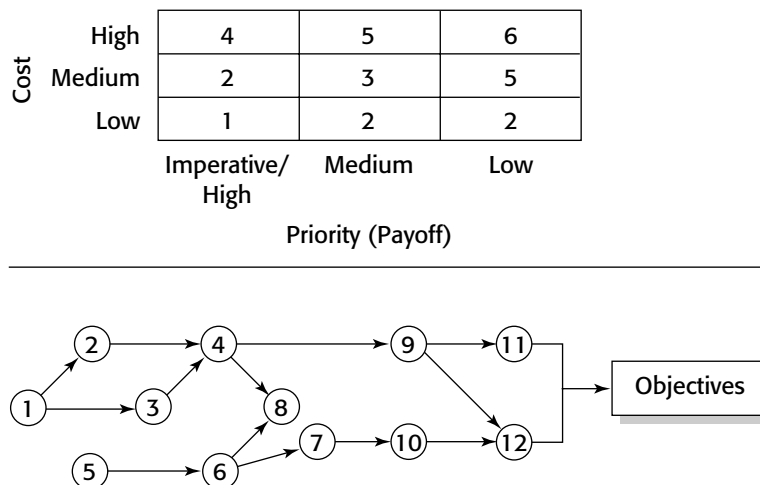 Cost
High 4 5 6
Medium 2 3 5
Low 1 2 2
Imperative/ Medium Low
High
Priority (Payoff)
2 4 9 11
Objectives
1 3 8
7 10 12
5 6